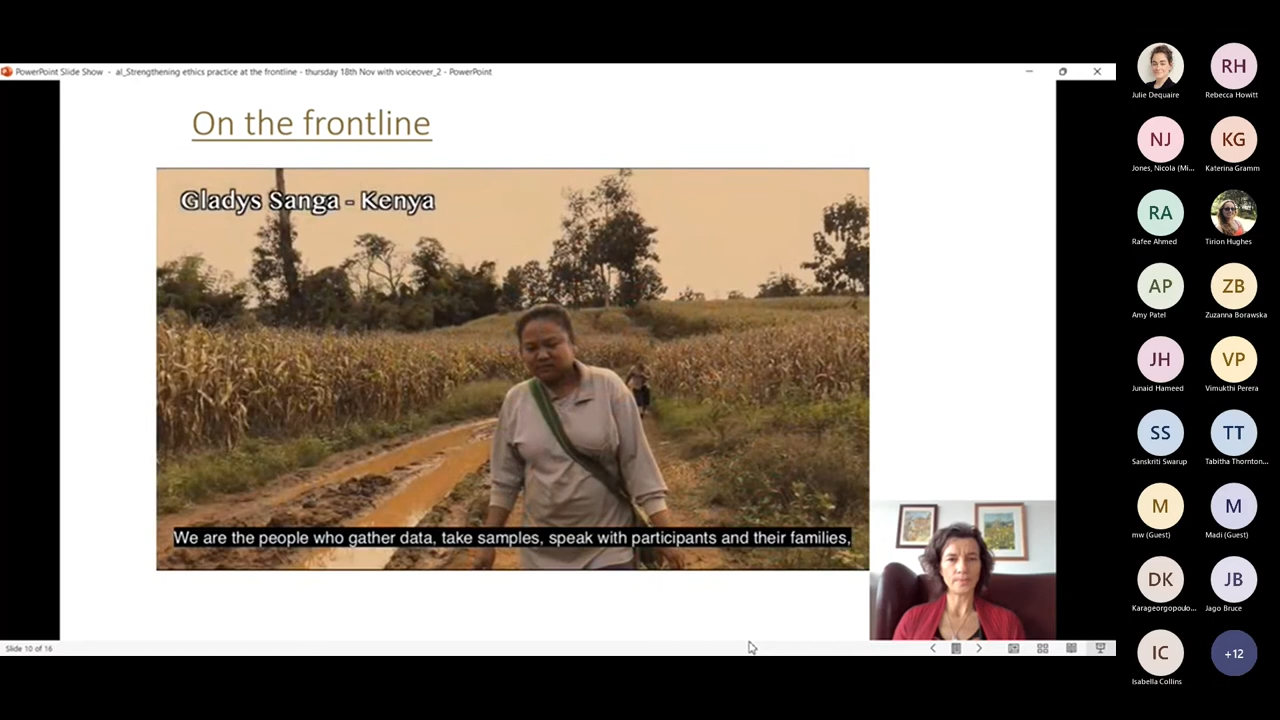 PowerPoint Slide Show - al_Strengthening ethics practice at the frontline - thursday 18th Nov with voiceover_2 - PowerPoint
On the frontline
Gladys Sanga - Kenya
We are the people who gather data, take samples, speak with participants and their families,
Slide 10 of 16
Julie Dequaire
RH
Rebecca Howitt
NJ
Jones, Nicola (Mi...
KG
Katerina Gramm
RA
Rafee Ahmed
Tirion Hughes
AP
Amy Patel
ZB
Zuzanna Borawska
JH
Junaid Hameed
VP
Vimukthi Perera
SS
Sanskriti Swarup
TT
Tabitha Thornton...
M
mw (Guest)
M
Madi (Guest)
DK
Karageorgopoulo...
JB
Jago Bruce
IC
Isabella Collins
+12